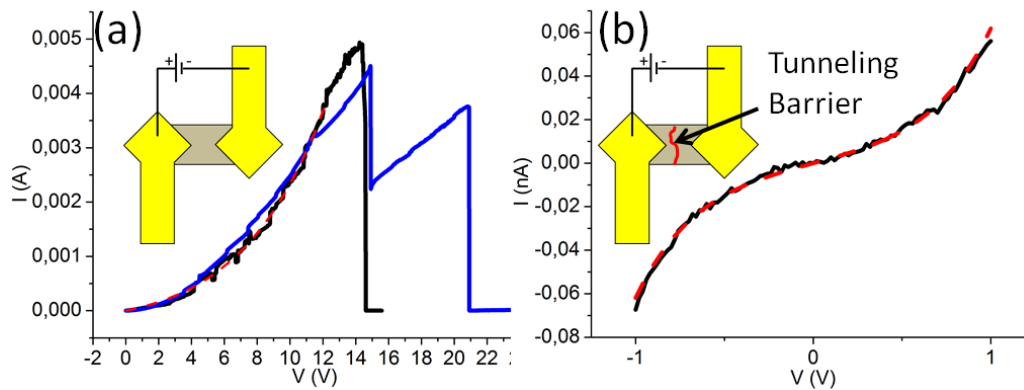 (a)
0,005
0,004
0,003
0,002
0,001
0,000
I (A)
+ -
-2 0 2 4 6 8 10 12 14 16 18 20 22
V (V)
(b)
0,06
0,04
0,02
0,00
-0,02
-0,04
-0,06
-0,08
I (nA)
+ -
Tunneling
Barrier
-1 0 1
V (V)